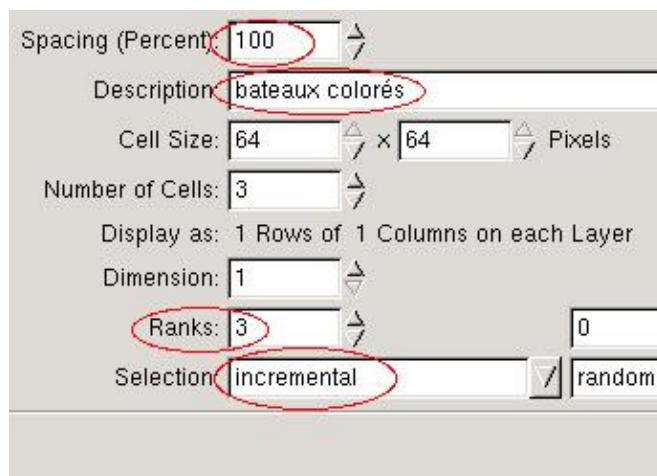 Spacing (Percent): 100
Description: bateaux colorés
Cell Size: 64 x 64 Pixels
Number of Cells: 3
Display as: 1 Rows of 1 Columns on each Layer
Dimension: 1
Ranks: 3 0
Selection incremental random